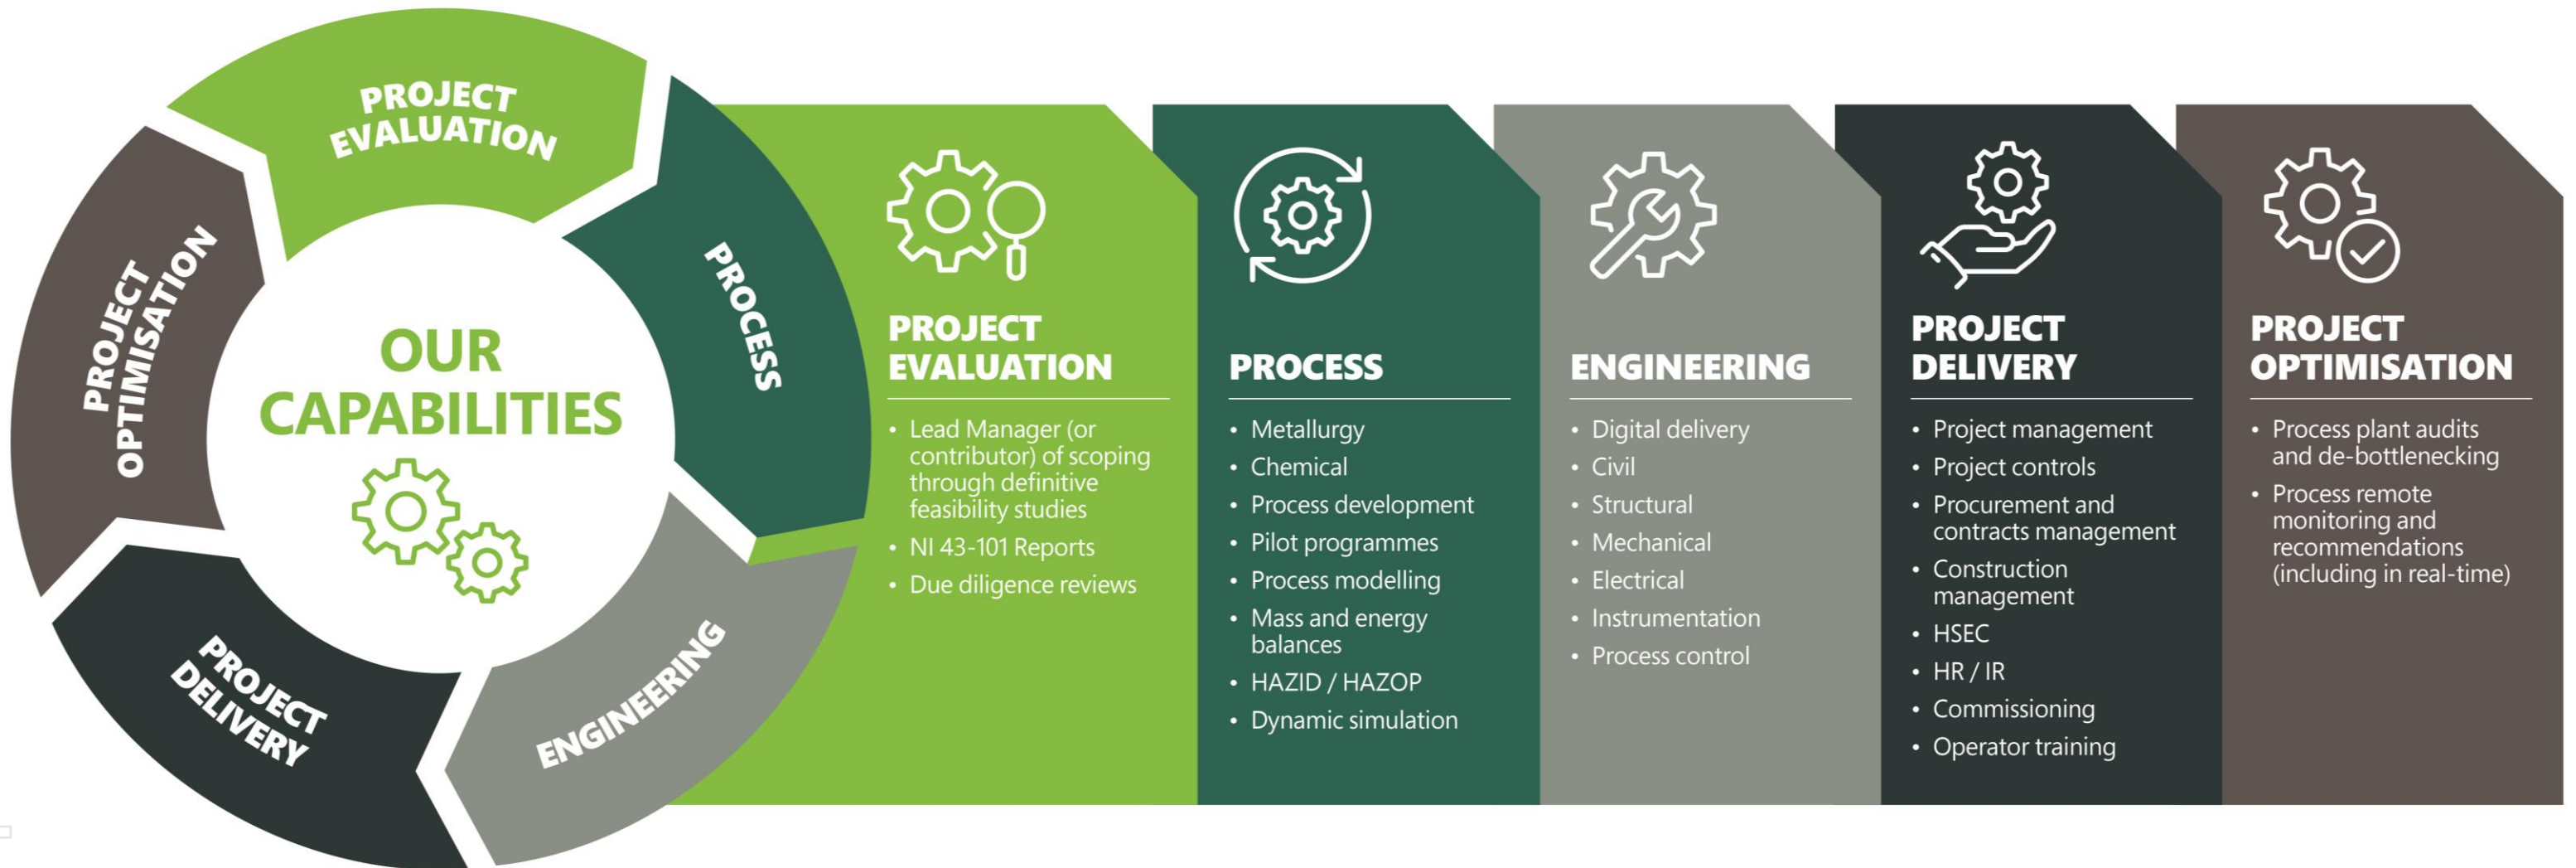 PROJECT
EVALUATION
PROCESS
ENGINEERING
PROJECT
DELIVERY
PROJECT
OPTIMISATION
OUR
CAPABILITIES
PROJECT
EVALUATION
• Lead Manager (or
contributor) of scoping
through definitive
feasibility studies
• NI 43-101 Reports
• Due diligence reviews
PROCESS
• Metallurgy
• Chemical
• Process development
• Pilot programmes
• Process modelling
• Mass and energy
balances
• HAZID / HAZOP
• Dynamic simulation
ENGINEERING
• Digital delivery
• Civil
• Structural
• Mechanical
• Electrical
• Instrumentation
• Process control
PROJECT
DELIVERY
• Project management
• Project controls
• Procurement and
contracts management
• Construction
management
• HSEC
• HR / IR
• Commissioning
• Operator training
PROJECT
OPTIMISATION
• Process plant audits
and de-bottlenecking
• Process remote
monitoring and
recommendations
(including in real-time)